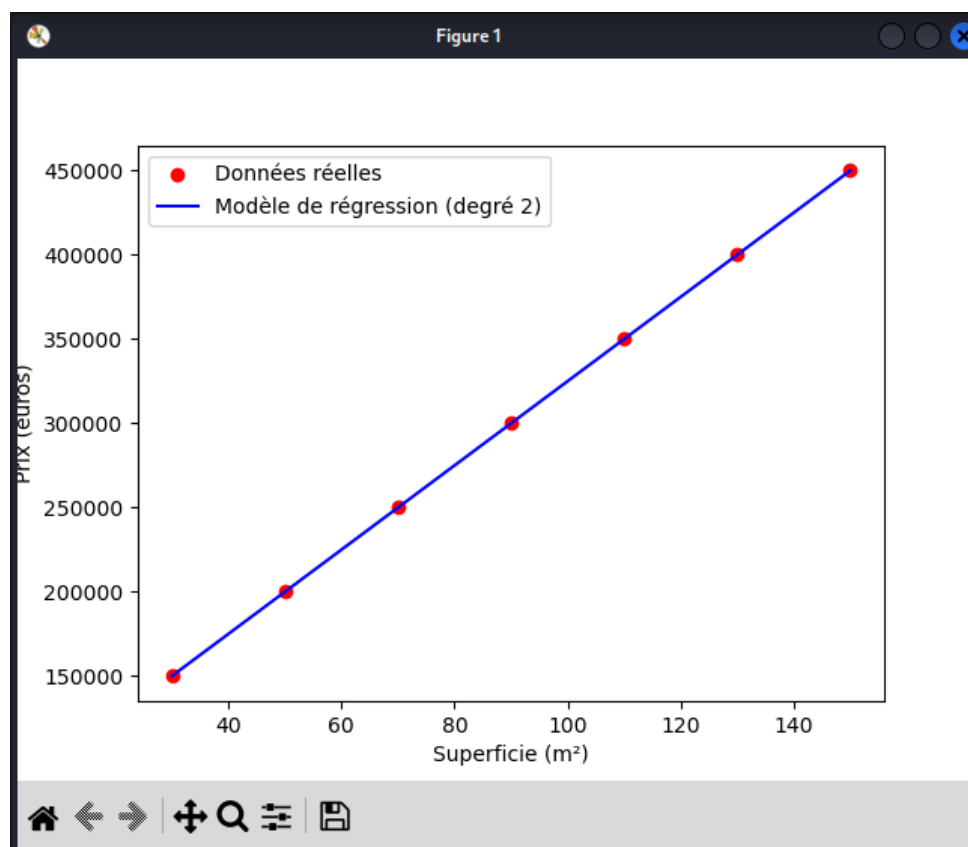 Figure 1
Données réelles
Modèle de régression (degré 2)
450000
400000
350000
300000
250000
200000
150000
Prix (euros)
40 60 80 100 120 140
Superficie (m²)